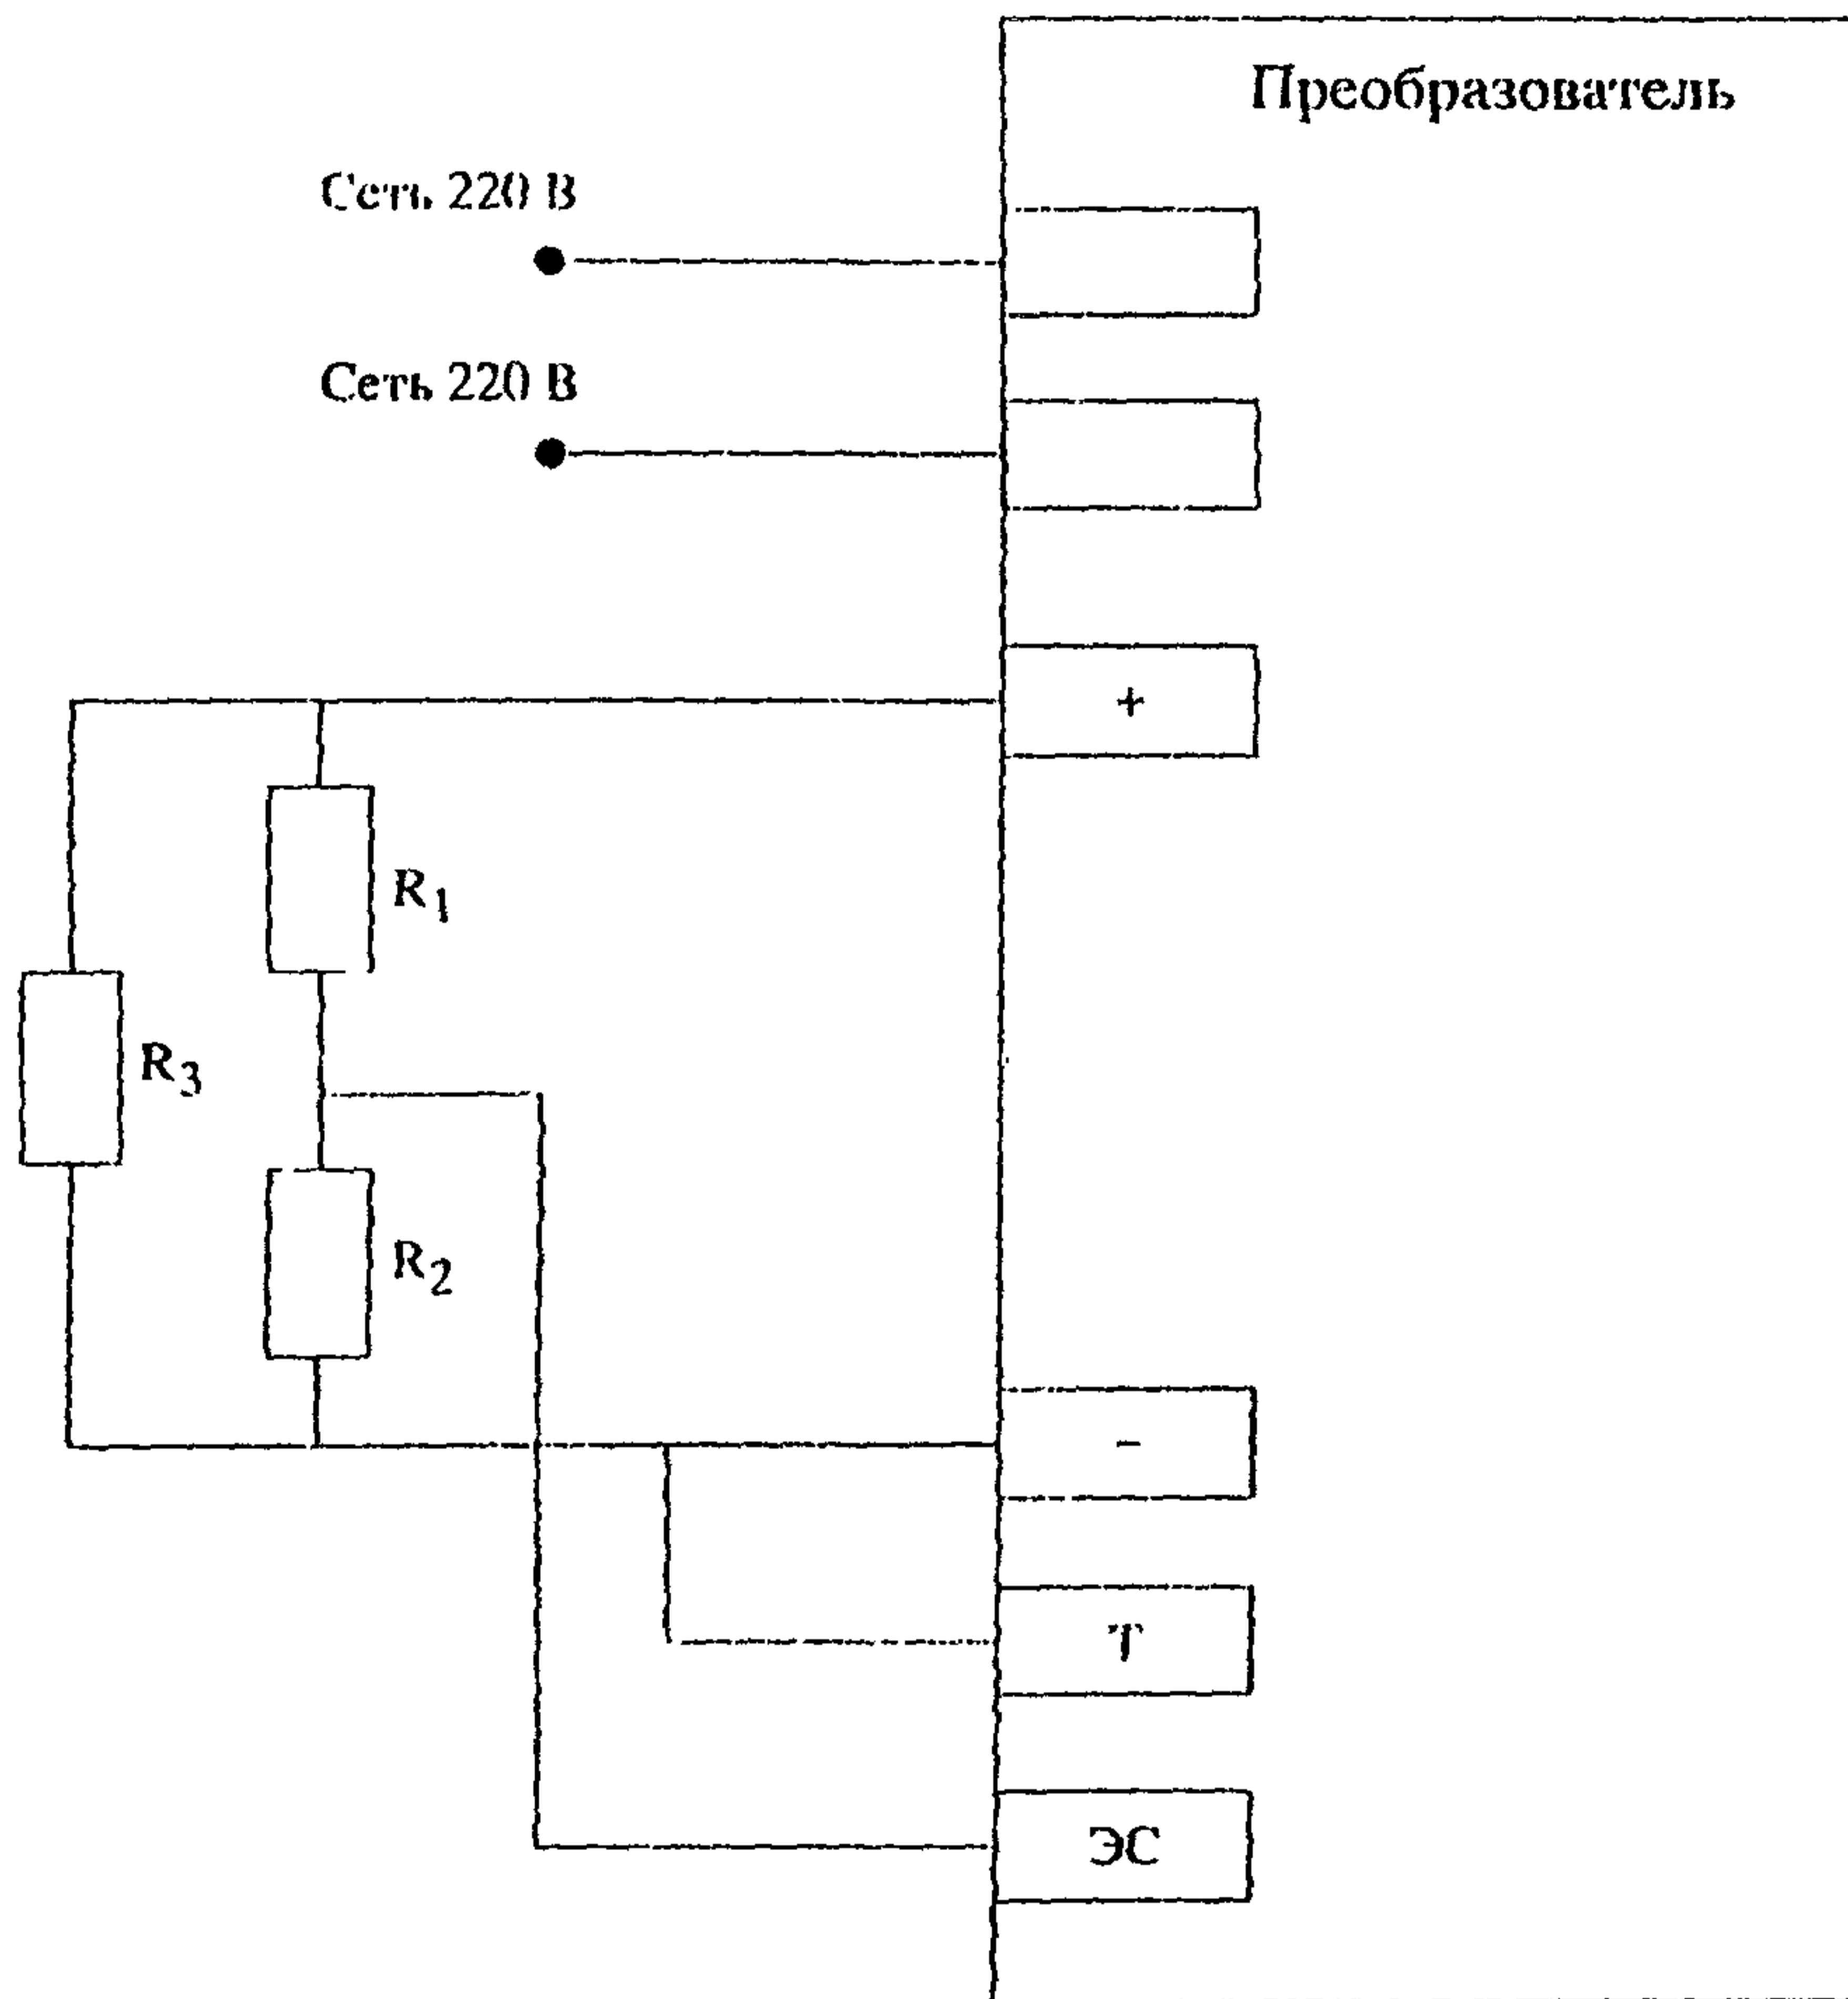 Преобразователь
Сеть 220 В
Сеть 220 В
+
R1
R3
R2
-
Т
ЭС